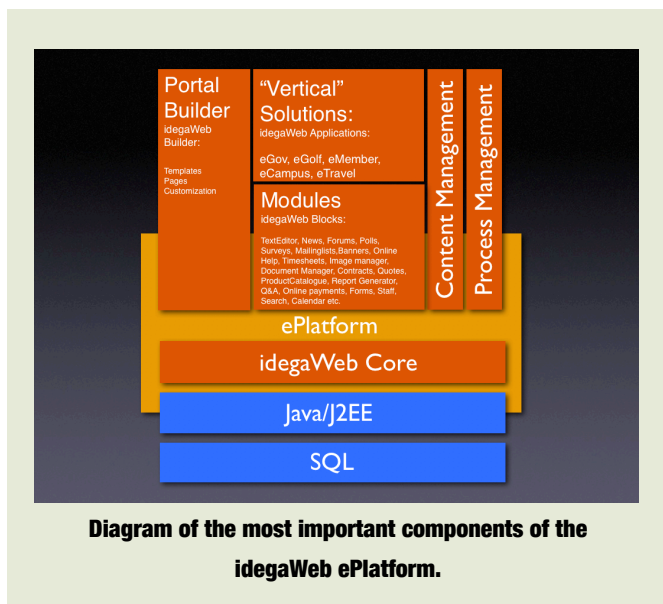 Portal
Builder
idegaWeb
Builder:
Templates
Pages
Customization
“Vertical”
Solutions:
idegaWeb Applications:
eGov, eGolf, eMember,
eCampus, eTravel
Modules
idegaWeb Blocks:
TextEditor, News, Forums, Polls,
Surveys, Mailinglists,Banners, Online
Help, Timesheets, Image manager,
Document Manager, Contracts, Quotes,
ProductCatalogue, Report Generator,
Q&A, Online payments, Forms, Staff,
Search, Calendar etc.
Content Management
Process Management
ePlatform
idegaWeb Core
Java/J2EE
SQL
Diagram of the most important components of the
idegaWeb ePlatform.